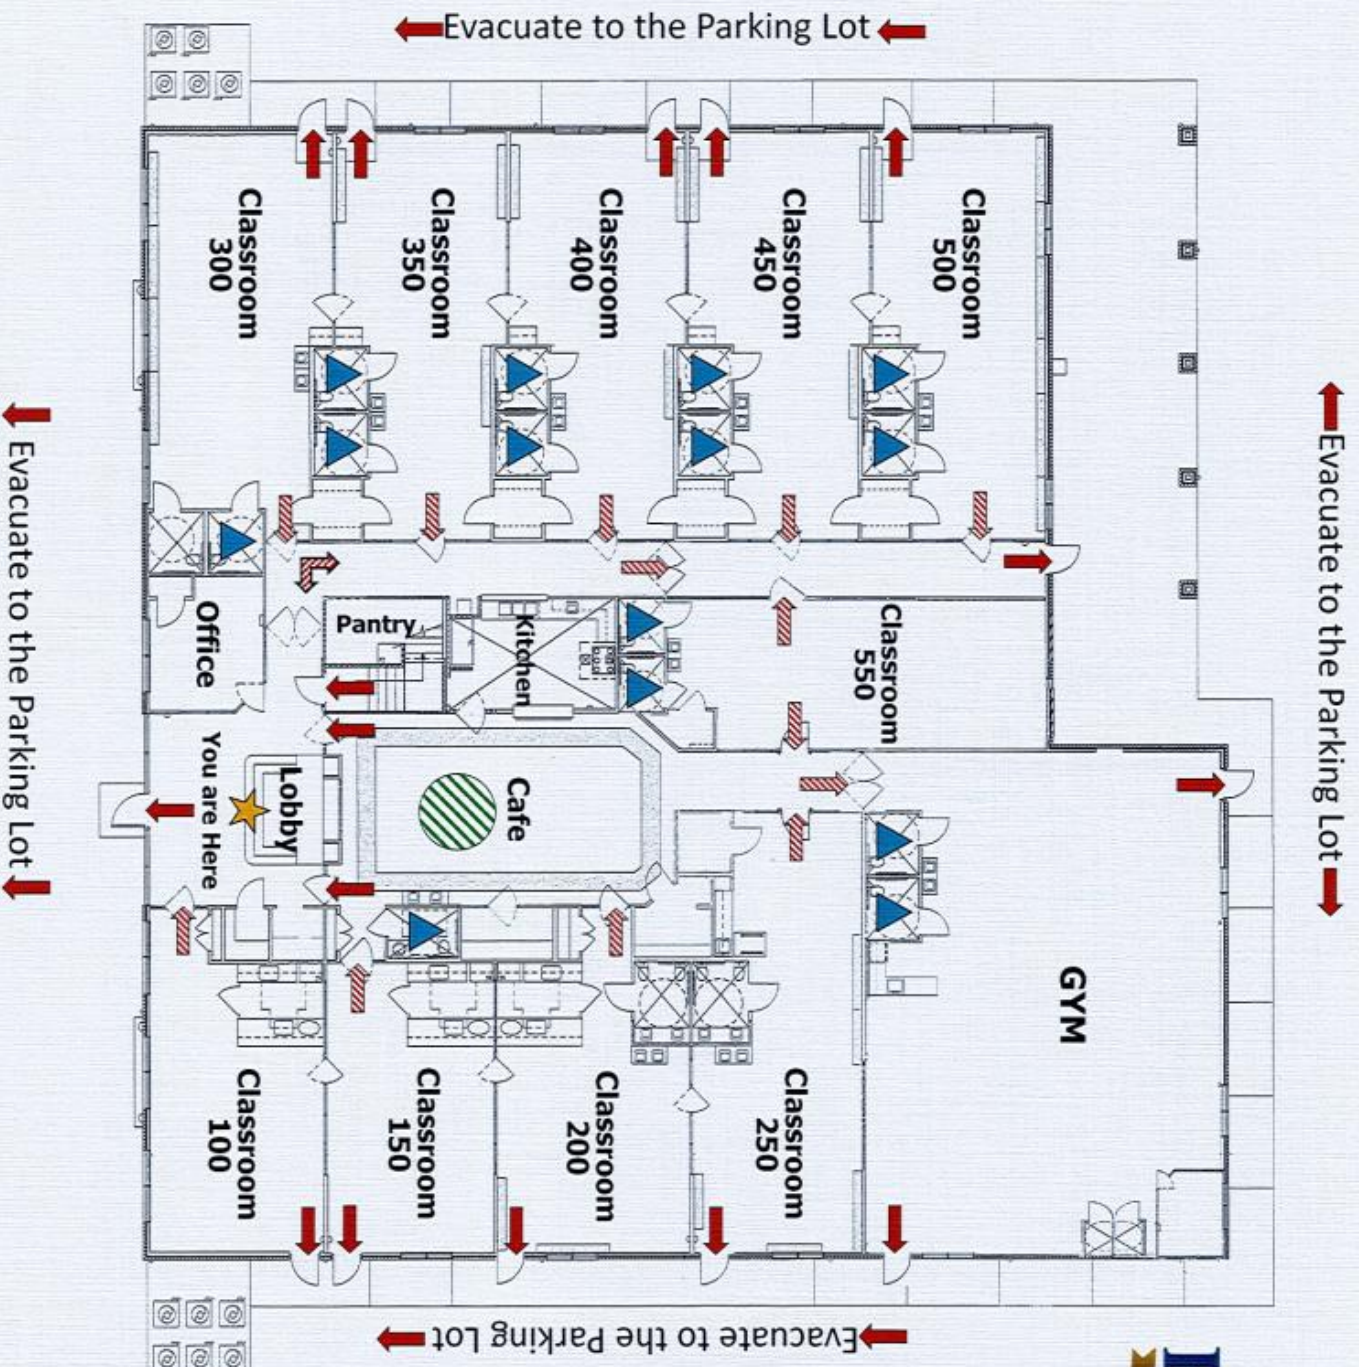 Evacuate to the Parking Lot
Classroom
300
Classroom
350
Classroom
400
Classroom
450
Classroom
500
Evacuate to the Parking Lot
Evacuate to the Parking Lot
Office
Pantry
Kitchen
Classroom
550
You are Here
Lobby
Cafe
GYM
Classroom
100
Classroom
150
Classroom
200
Classroom
250
Evacuate to the Parking Lot